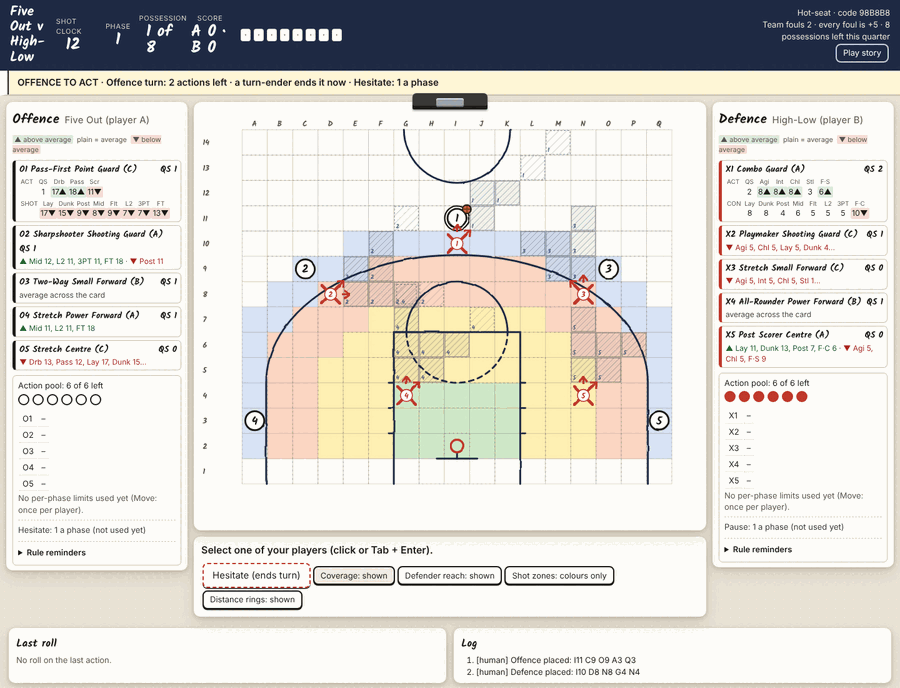 Five Out v High-Low
SHOT CLOCK
12
PHASE
1
POSSESSION
1 of 8
SCORE
A 0 · B 0
Hot-seat · code 98B8B8
Team fouls 2 · every foul is +5 · 8 possessions left this quarter
Play story
OFFENCE TO ACT · Offence turn: 2 actions left · a turn-ender ends it now · Hesitate: 1 a phase
Offence Five Out (player A)
▲ above average plain = average ▼ below average
O1 Pass-First Point Guard (C) QS 1
ACT QS Drb Pass Scr
1 17▲ 18▲ 11▼
SHOT Lay Dunk Post Mid Flt L2 3PT FT
17▼ 15▼ 9▼ 8▼ 9▼ 7▼ 7▼ 13▼
O2 Sharpshooter Shooting Guard (A)
QS 1
▲ Mid 12, L2 11, 3PT 11, FT 18 · ▼ Post 11
O3 Two-Way Small Forward (B) QS 1
average across the card
O4 Stretch Power Forward (A) QS 1
▲ Mid 11, L2 11, FT 18
O5 Stretch Centre (C) QS 0
▼ Drb 13, Pass 12, Lay 17, Dunk 15…
Action pool: 6 of 6 left
O1 –
O2 –
O3 –
O4 –
O5 –
No per-phase limits used yet (Move: once per player).
Hesitate: 1 a phase (not used yet)
▶ Rule reminders
A B C D E F G H I J K L M N O P Q
14
13
12
11
10
9
8
7
6
5
4
3
2
1
Select one of your players (click or Tab + Enter).
Hesitate (ends turn)
Coverage: shown
Defender reach: shown
Shot zones: colours only
Distance rings: shown
Defence High-Low (player B)
▲ above average plain = average ▼ below average
X1 Combo Guard (A) QS 2
ACT QS Agi Int Chl Stl F·S
2 8▲ 8▲ 8▲ 3 6▲
CON Lay Dunk Post Mid Flt L2 3PT F·C
8 8 4 6 5 5 5 10▼
X2 Playmaker Shooting Guard (C) QS 1
▼ Agi 5, Chl 5, Lay 5, Dunk 4…
X3 Stretch Small Forward (C) QS 0
▼ Agi 5, Int 5, Chl 5, Stl 1…
X4 All-Rounder Power Forward (B) QS 1
average across the card
X5 Post Scorer Centre (A) QS 0
▲ Lay 11, Dunk 13, Post 7, F·C 6 · ▼ Agi 5, Chl 5, F·S 9
Action pool: 6 of 6 left
X1 –
X2 –
X3 –
X4 –
X5 –
No per-phase limits used yet (Move: once per player).
Pause: 1 a phase (not used yet)
▶ Rule reminders
Last roll
No roll on the last action.
Log
1. [human] Offence placed: I11 C9 O9 A3 Q3
2. [human] Defence placed: I10 D8 N8 G4 N4